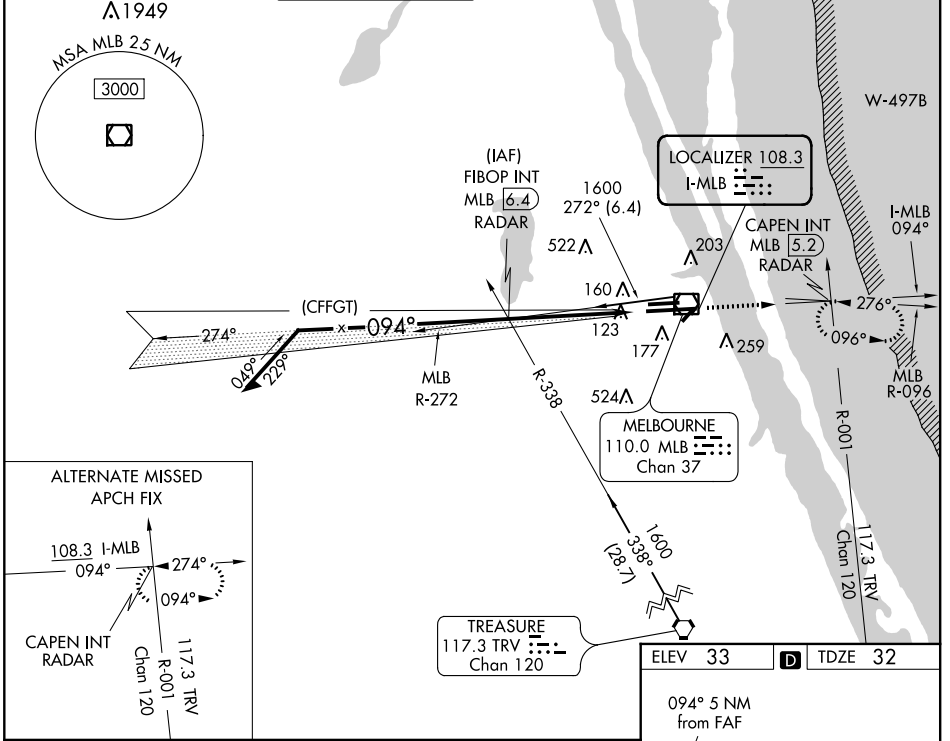 1949
MSA MLB 25 NM
3000
W-497B
LOCALIZER 108.3
I-MLB
(IAF)
FIBOP INT
MLB 6.4
RADAR
1600
272° (6.4)
522
203
CAPEN INT
MLB 5.2
RADAR
I-MLB
094°
160
(CFFGT)
094°
274°
276°
096°
123
177
259
049°
229°
MLB
R-272
MLB
R-096
R-338
524
MELBOURNE
110.0 MLB
Chan 37
R-001
117.3 TRV
Chan 120
ALTERNATE MISSED
APCH FIX
108.3 I-MLB
094°
274°
094°
CAPEN INT
RADAR
R-001
117.3 TRV
Chan 120
1600
338°
(28.7)
TREASURE
117.3 TRV
Chan 120
ELEV 33
D
TDZE 32
094° 5 NM
from FAF